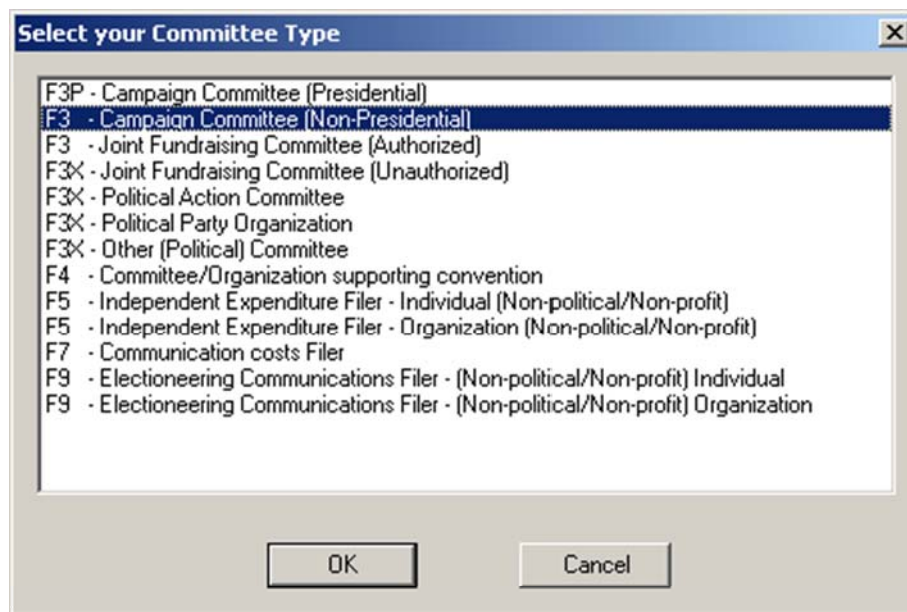 Select your Committee Type
F3P - Campaign Committee (Presidential)
F3 - Campaign Committee (Non-Presidential)
F3 - Joint Fundraising Committee (Authorized)
F3X - Joint Fundraising Committee (Unauthorized)
F3X - Political Action Committee
F3X - Political Party Organization
F3X - Other (Political) Committee
F4 - Committee/Organization supporting convention
F5 - Independent Expenditure Filer - Individual (Non-political/Non-profit)
F5 - Independent Expenditure Filer - Organization (Non-political/Non-profit)
F7 - Communication costs Filer
F9 - Electioneering Communications Filer - (Non-political/Non-profit) Individual
F9 - Electioneering Communications Filer - (Non-political/Non-profit) Organization
OK Cancel